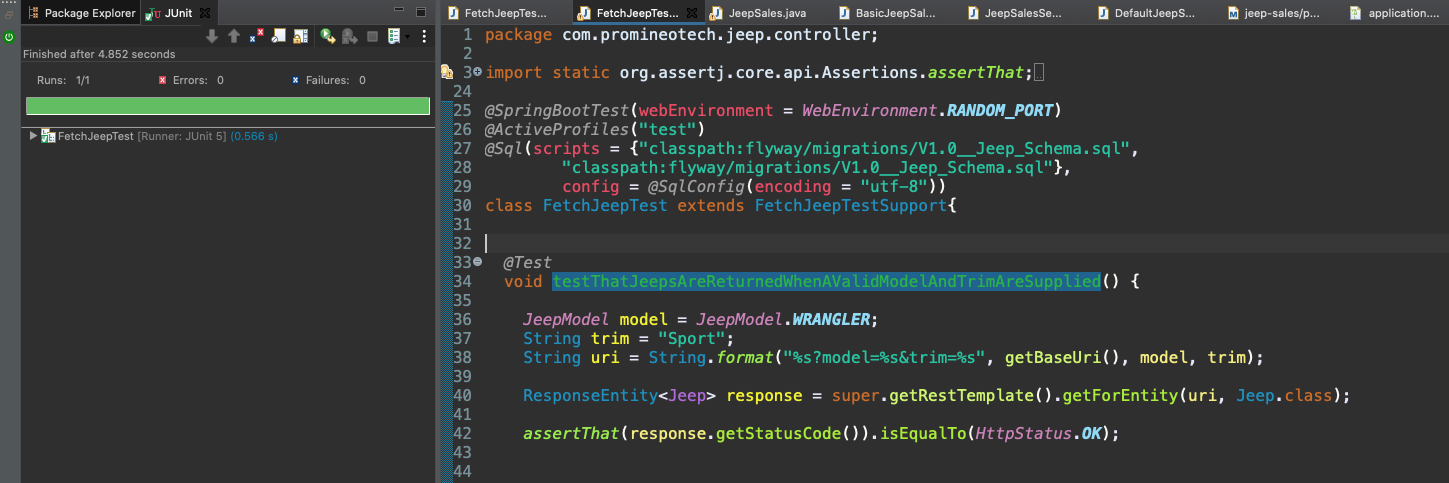 Package Explorer
JUnit
Finished after 4.852 seconds
Runs: 1/1
Errors: 0
Failures: 0
FetchJeepTest [Runner: JUnit 5] (0.566 s)
FetchJeepTes...
FetchJeepTes...
JeepSales.java
BasicJeepSal...
JeepSalesSe...
DefaultJeepS...
jeep-sales/p...
application....
1 package com.promineotech.jeep.controller;
2
3 import static org.assertj.core.api.Assertions.assertThat;
24
25 @SpringBootTest(webEnvironment = WebEnvironment.RANDOM_PORT)
26 @ActiveProfiles("test")
27 @Sql(scripts = {"classpath:flyway/migrations/V1.0__Jeep_Schema.sql",
28 "classpath:flyway/migrations/V1.0__Jeep_Schema.sql"},
29 config = @SqlConfig(encoding = "utf-8"))
30 class FetchJeepTest extends FetchJeepTestSupport{
31
32
33 @Test
34 void testThatJeepsAreReturnedWhenAValidModelAndTrimAreSupplied() {
35
36 JeepModel model = JeepModel.WRANGLER;
37 String trim = "Sport";
38 String uri = String.format("%s?model=%s&trim=%s", getBaseUri(), model, trim);
39
40 ResponseEntity<Jeep> response = super.getRestTemplate().getForEntity(uri, Jeep.class);
41
42 assertThat(response.getStatusCode()).isEqualTo(HttpStatus.OK);
43
44